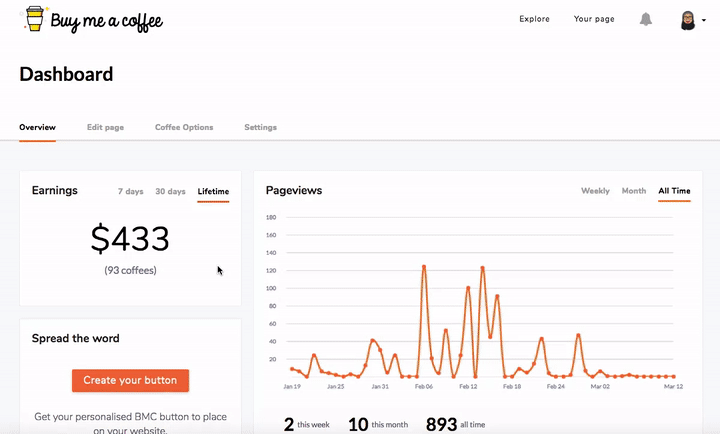 Buy me a coffee
Explore
Your page
Dashboard
Overview
Edit page
Coffee Options
Settings
Earnings
7 days
30 days
Lifetime
$433
(93 coffees)
Spread the word
Create your button
Get your personalised BMC button to place
on your website.
Pageviews
Weekly
Month
All Time
180
160
140
120
100
80
60
40
20
Jan 19
Jan 25
Jan 31
Feb 06
Feb 12
Feb 18
Feb 24
Mar 02
Mar 12
2 this week
10 this month
893 all time